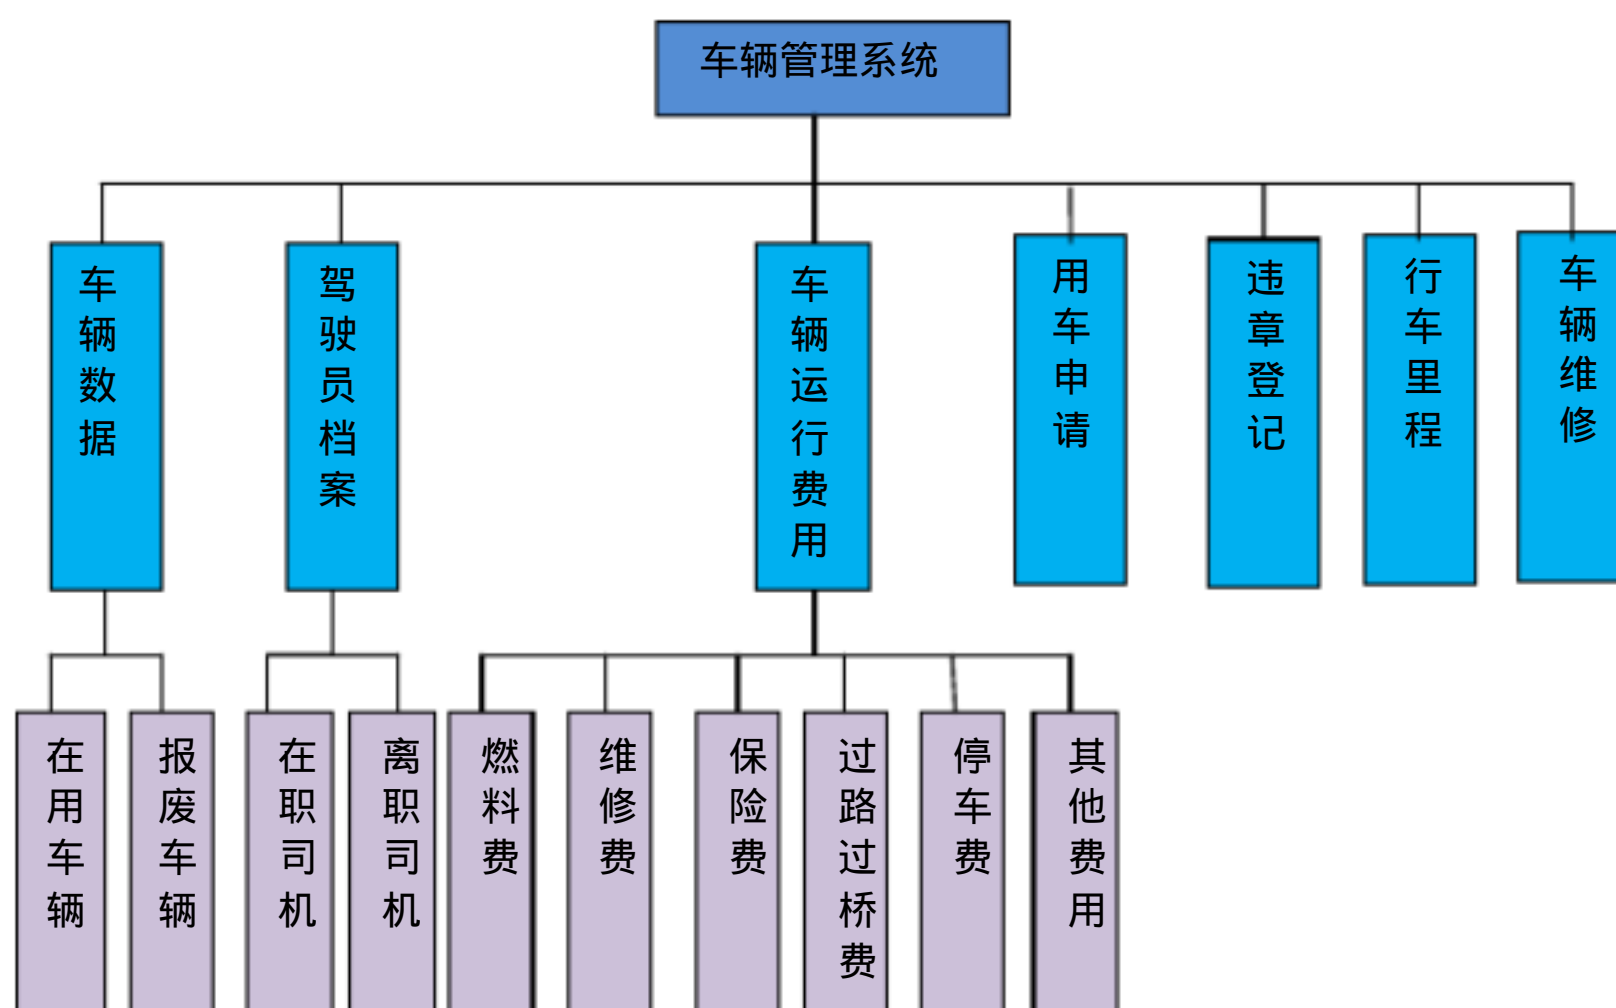 车辆管理系统
车辆数据
驾驶员档案
车辆运行费用
用车申请
违章登记
行车里程
车辆维修
在用车辆
报废车辆
在职司机
离职司机
燃料费
维修费
保险费
过路过桥费
停车费
其他费用